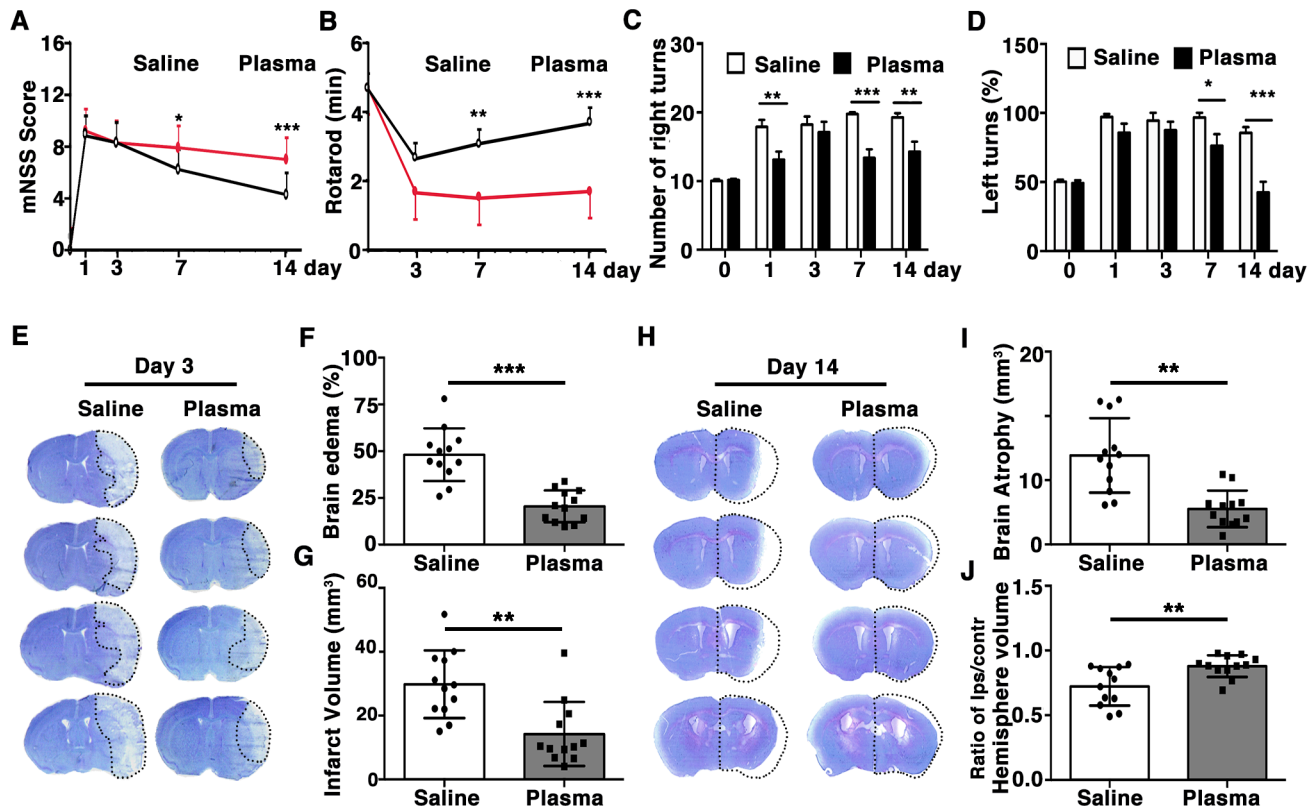 A
mNSS Score
16
12
8
4
0
Saline
Plasma
*
***
1 3 7 14 day
B
Rotarod (min)
6
4
2
0
Saline
Plasma
**
***
3 7 14 day
C
Number of right turns
30
20
10
0
Saline Plasma
** *** **
0 1 3 7 14 day
D
Left turns (%)
150
100
50
0
Saline Plasma
* ***
0 1 3 7 14 day
E
Day 3
Saline Plasma
F
Brain edema (%)
100
75
50
25
0
***
Saline Plasma
G
Infarct Volume (mm³)
60
40
20
0
**
Saline Plasma
H
Day 14
Saline Plasma
I
Brain Atrophy (mm³)
20
10
0
**
Saline Plasma
J
Ratio of Ips/contr
Hemisphere volume
1.5
1.0
0.5
0.0
**
Saline Plasma